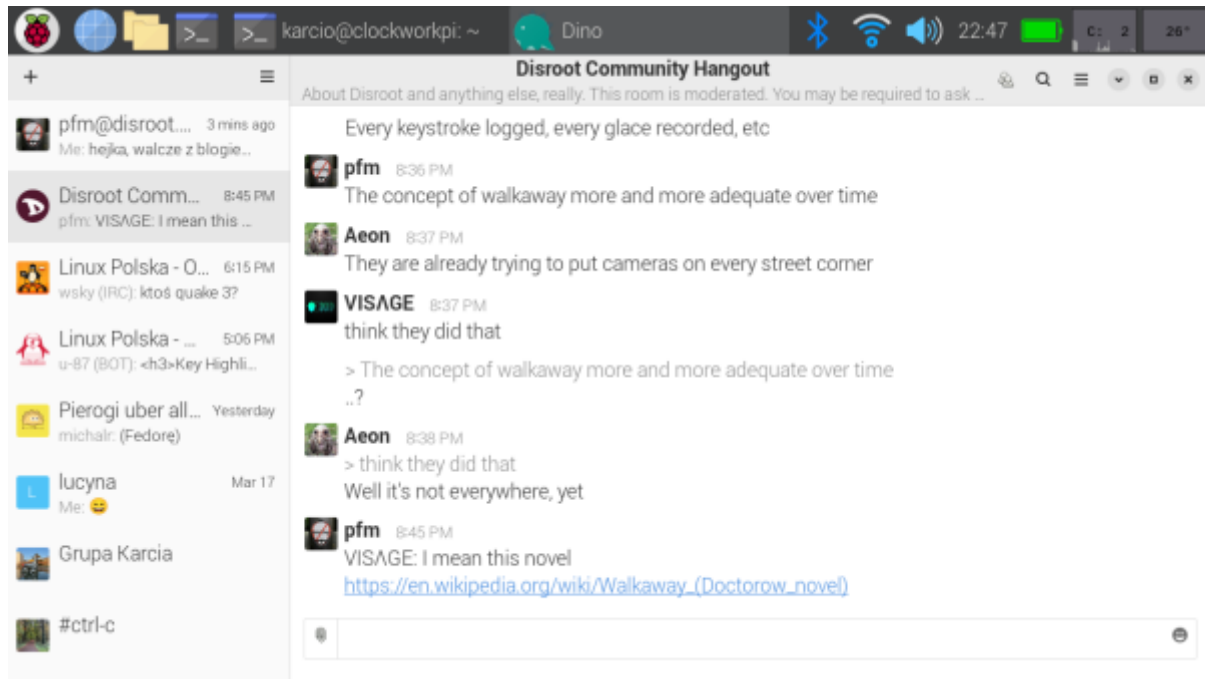 karcio@clockworkpi: ~
Dino
22:47
C: 2
26°
+
pfm@disroot.... 3 mins ago
Me: hejka, walcze z blogie...
Disroot Comm... 8:45 PM
pfm: VISΛGE: I mean this ...
Linux Polska - O... 6:15 PM
wsky (IRC): ktoś quake 3?
Linux Polska - ... 5:06 PM
u-87 (BOT): <h3>Key Highli...
Pierogi uber all... Yesterday
michalr: (Fedorę)
L
lucyna Mar 17
Me: 😄
Grupa Karcia
#ctrl-c
Disroot Community Hangout
About Disroot and anything else, really. This room is moderated. You may be required to ask ...
Every keystroke logged, every glace recorded, etc
pfm 8:36 PM
The concept of walkaway more and more adequate over time
Aeon 8:37 PM
They are already trying to put cameras on every street corner
VISΛGE 8:37 PM
think they did that
> The concept of walkaway more and more adequate over time
..?
Aeon 8:38 PM
> think they did that
Well it's not everywhere, yet
pfm 8:45 PM
VISΛGE: I mean this novel
https://en.wikipedia.org/wiki/Walkaway_(Doctorow_novel)